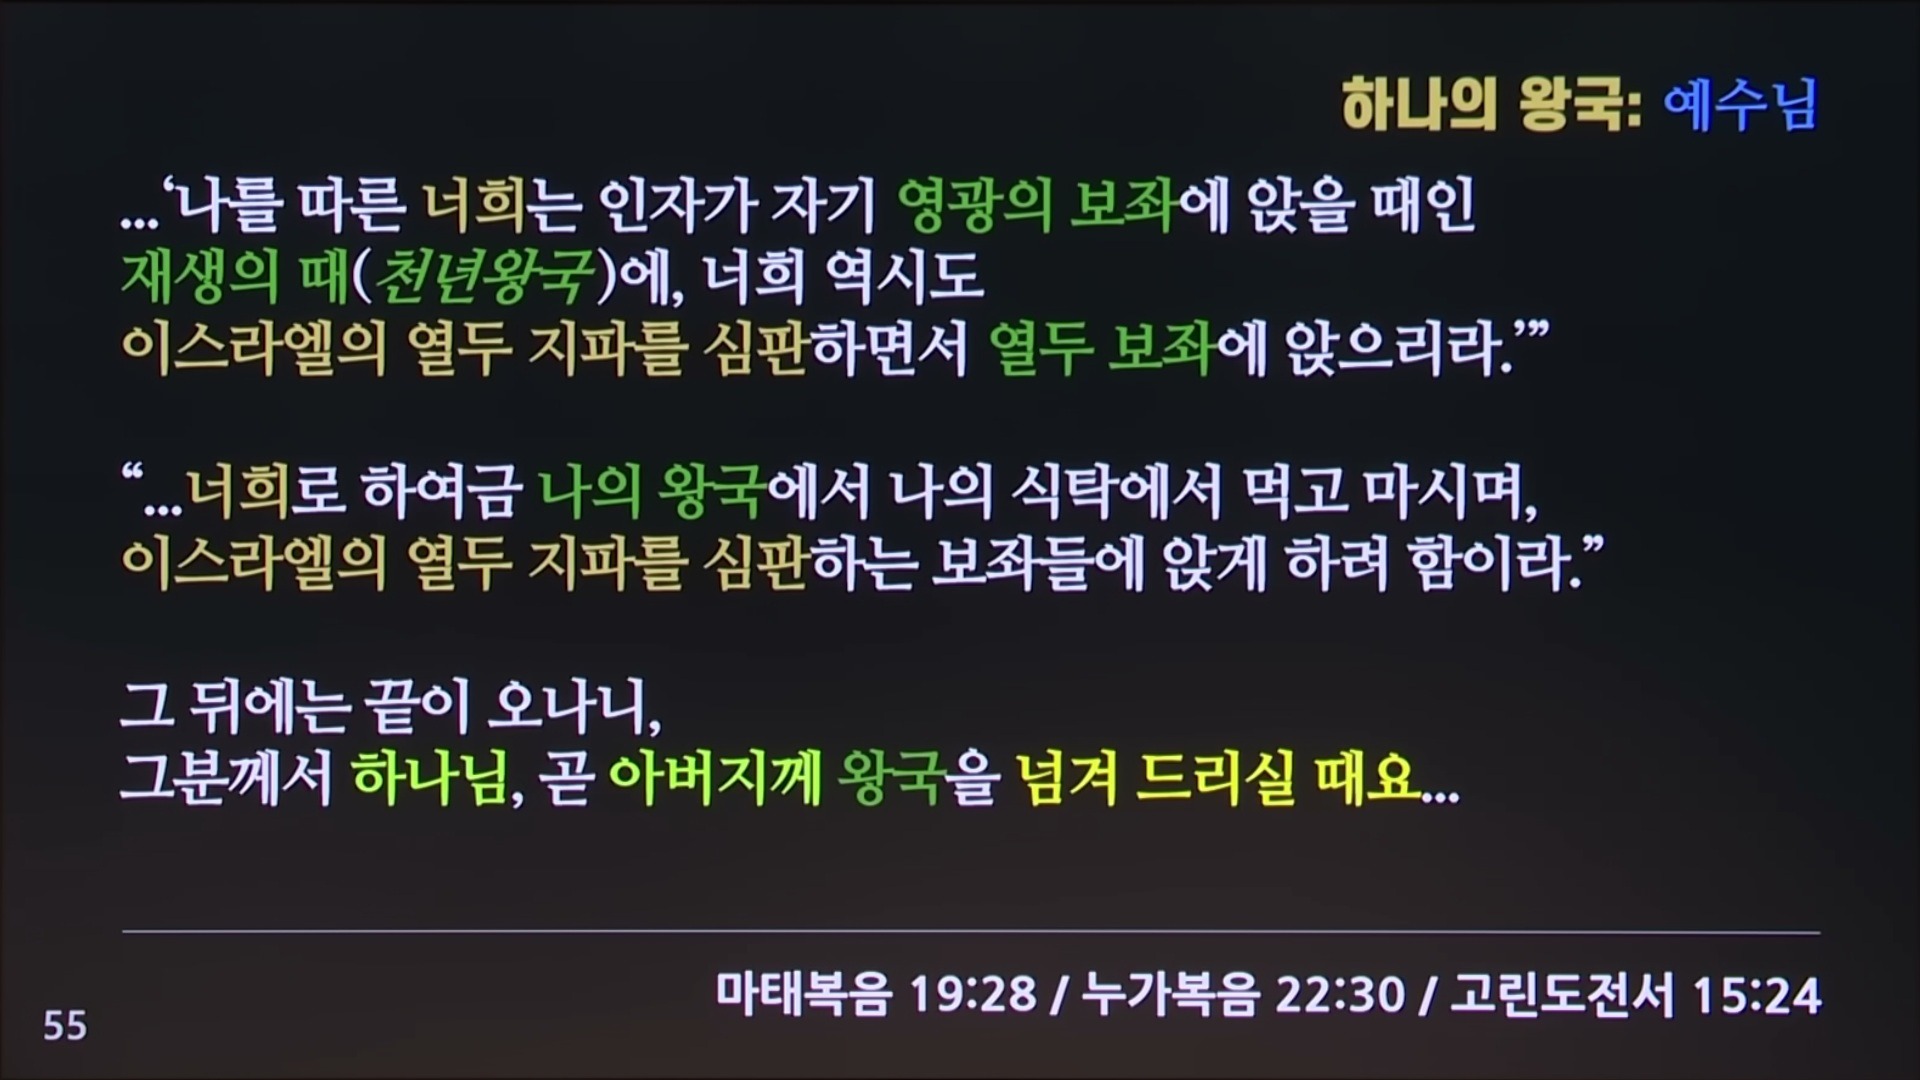 하나의 왕국: 예수님
...‘나를 따른 너희는 인자가 자기 영광의 보좌에 앉을 때인
재생의 때(천년왕국)에, 너희 역시도
이스라엘의 열두 지파를 심판하면서 열두 보좌에 앉으리라.’”
“...너희로 하여금 나의 왕국에서 나의 식탁에서 먹고 마시며,
이스라엘의 열두 지파를 심판하는 보좌들에 앉게 하려 함이라.”
그 뒤에는 끝이 오나니,
그분께서 하나님, 곧 아버지께 왕국을 넘겨 드리실 때요...
마태복음 19:28 / 누가복음 22:30 / 고린도전서 15:24
55